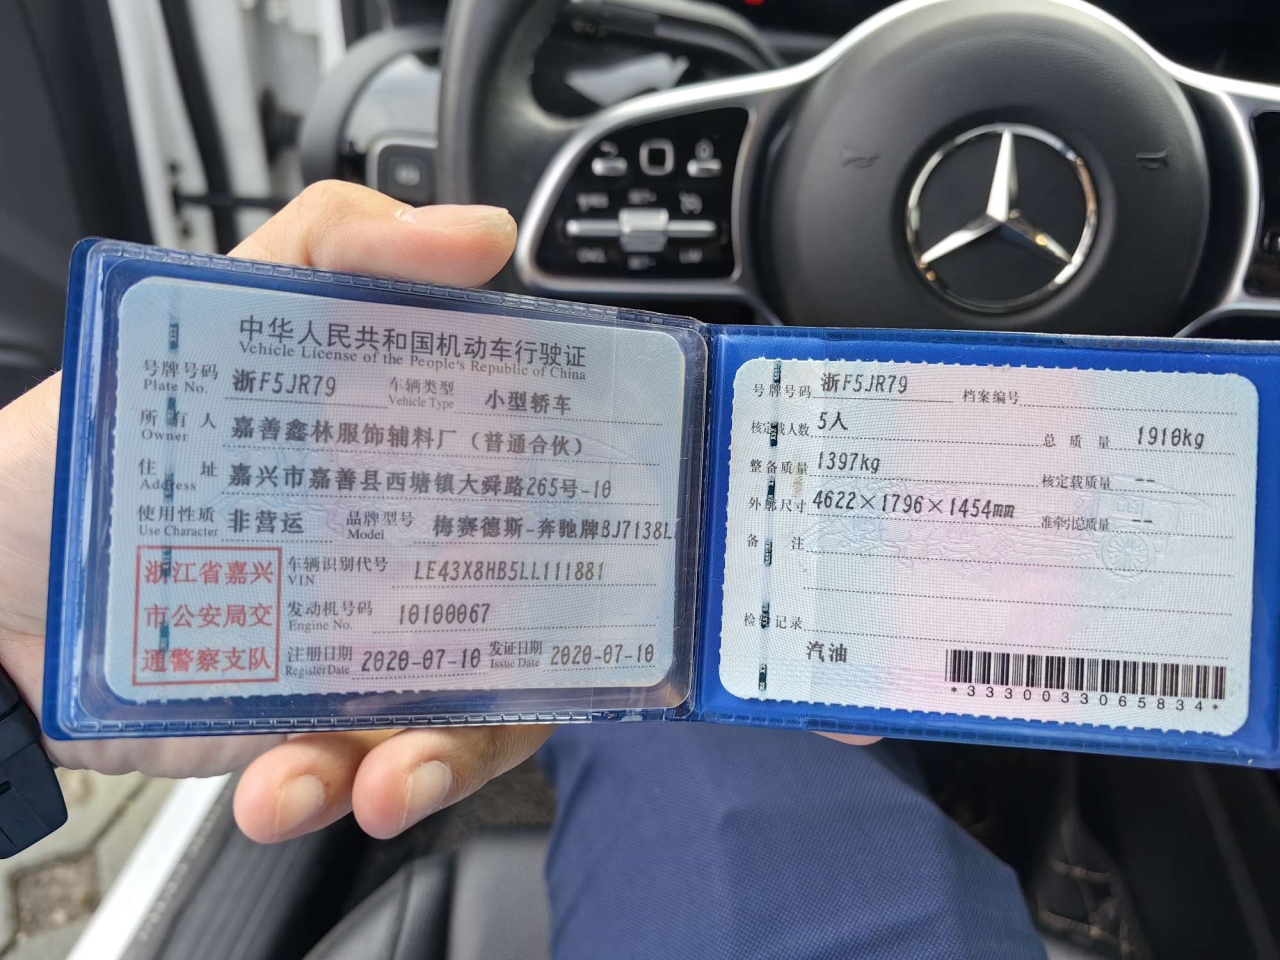 中华人民共和国机动车行驶证
Vehicle License of the People's Republic of China
号牌号码 浙F5JR79 车辆类型 小型轿车
Plate No. Vehicle Type
所有人 嘉善鑫林服饰辅料厂（普通合伙）
Owner
住址 嘉兴市嘉善县西塘镇大舜路265号-10
Address
使用性质 非营运 品牌型号 梅赛德斯-奔驰牌BJ7138L
Use Character Model
浙江省嘉兴
市公安局交
通警察支队
车辆识别代号 LE43X8HB5LL111881
VIN
发动机号码 10100067
Engine No.
注册日期 2020-07-10 发证日期 2020-07-10
Register Date Issue Date
号牌号码 浙F5JR79 档案编号
核定载人数 5人 总质量 1910kg
整备质量 1397kg 核定载质量 --
外廓尺寸 4622×1796×1454mm 准牵引总质量 --
备注
检验记录
汽油
*3330033065834*